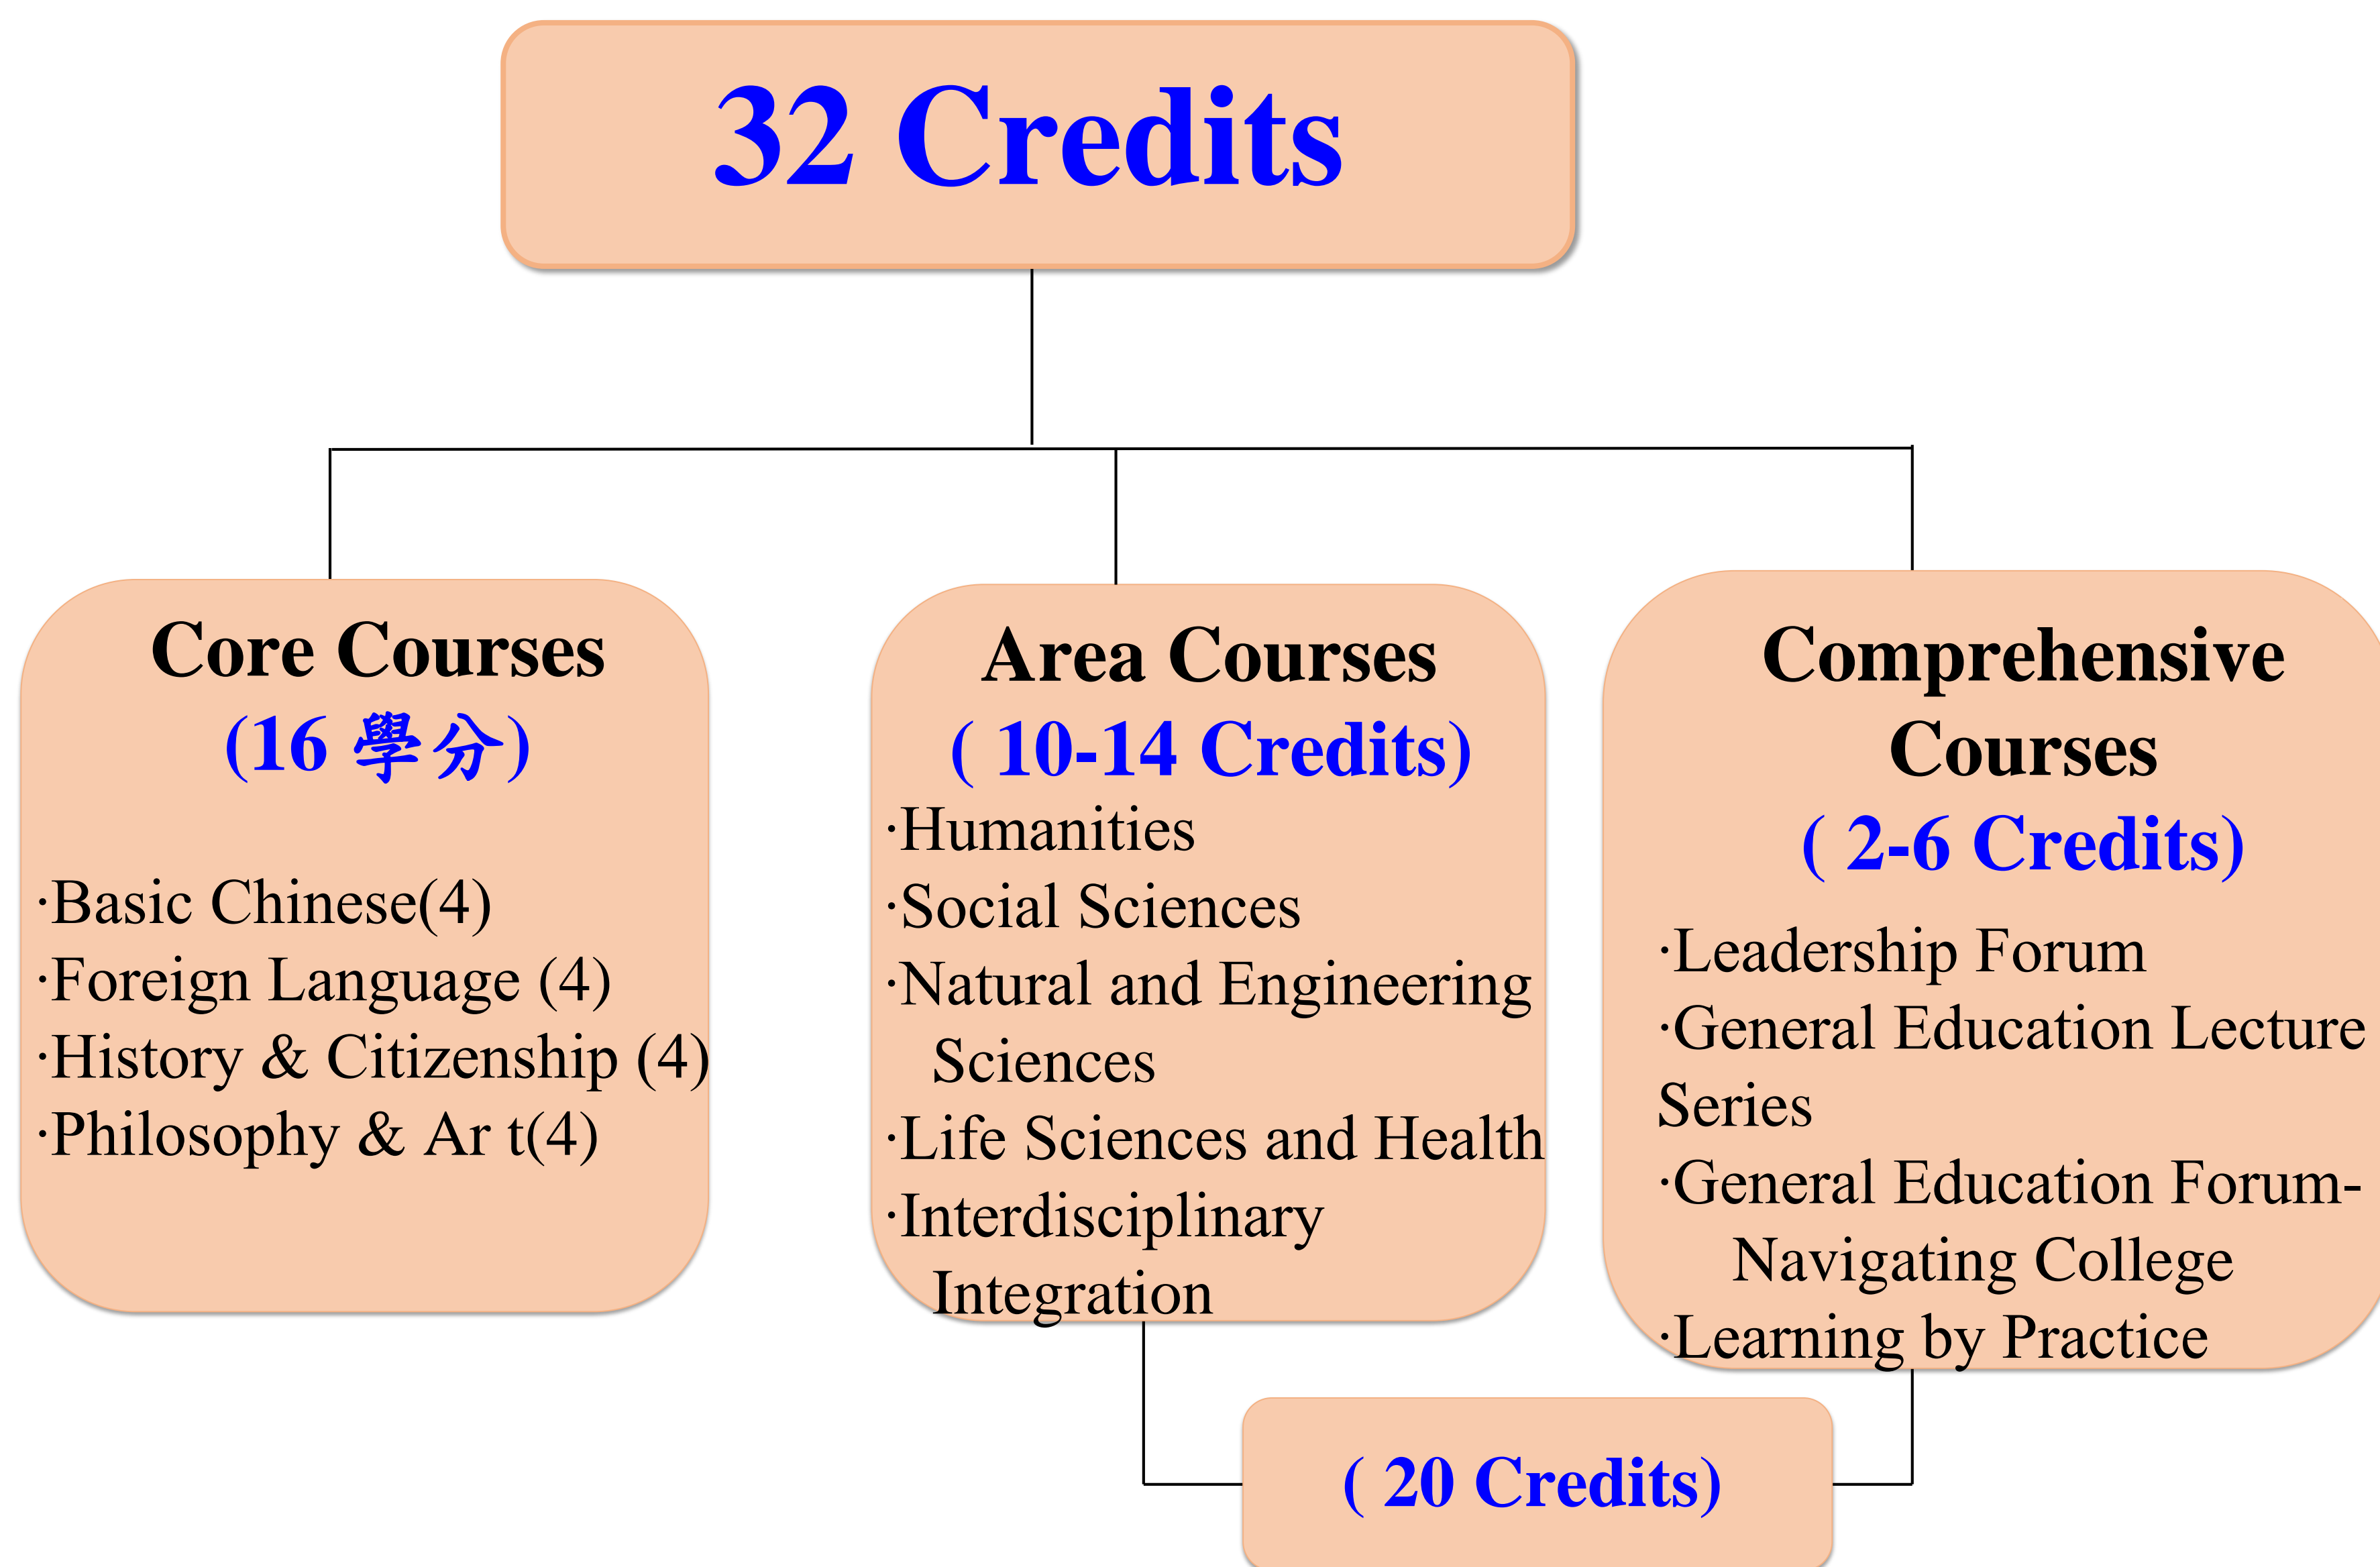 32 Credits
Core Courses
(16 學分)
·Basic Chinese(4)
·Foreign Language (4)
·History & Citizenship (4)
·Philosophy & Ar t(4)
Area Courses
( 10-14 Credits)
·Humanities
·Social Sciences
·Natural and Engineering
Sciences
·Life Sciences and Health
·Interdisciplinary
Integration
Comprehensive
Courses
( 2-6 Credits)
·Leadership Forum
·General Education Lecture
Series
·General Education Forum-
Navigating College
·Learning by Practice
( 20 Credits)